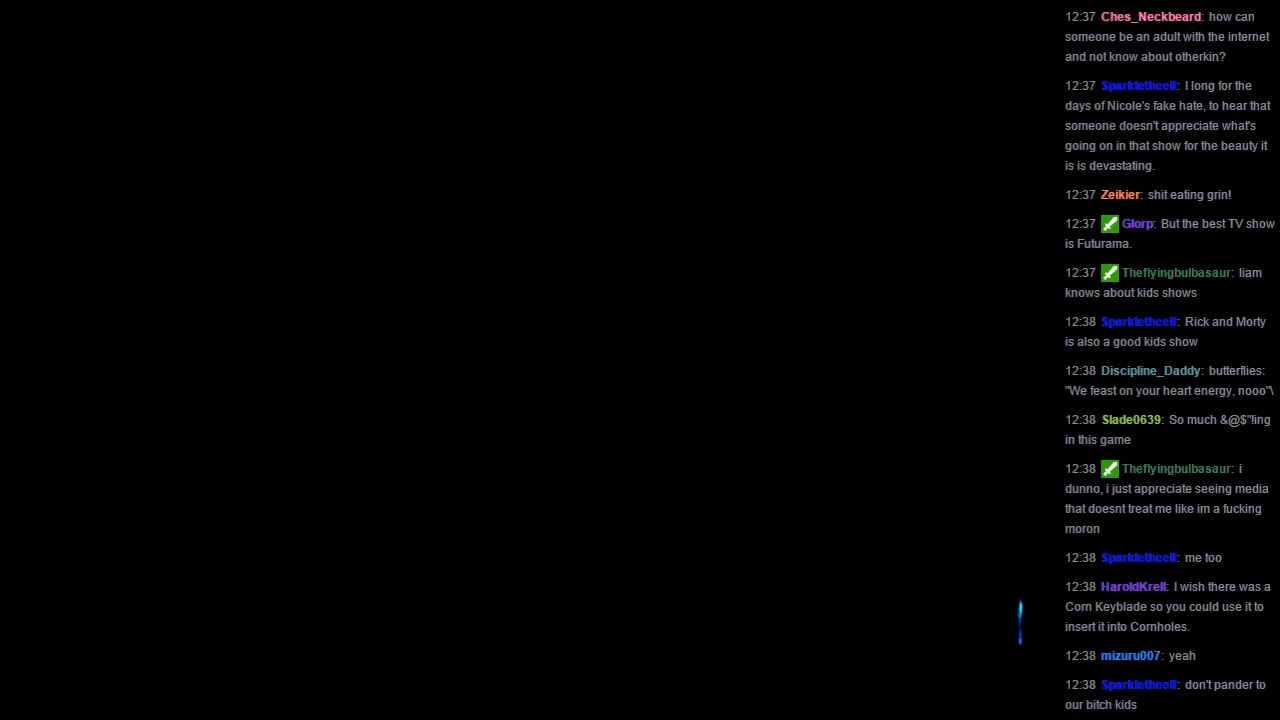 12:37 Ches_Neckbeard: how can
someone be an adult with the internet
and not know about otherkin?
12:37 Sparkletheelf: I long for the
days of Nicole's fake hate, to hear that
someone doesn't appreciate what's
going on in that show for the beauty it
is is devastating.
12:37 Zeikier: shit eating grin!
12:37 Glorp: But the best TV show
is Futurama.
12:37 Theflyingbulbasaur: liam
knows about kids shows
12:38 Sparkletheelf: Rick and Morty
is also a good kids show
12:38 Discipline_Daddy: butterflies:
"We feast on your heart energy, nooo"\
12:38 Slade0639: So much &@$"!ing
in this game
12:38 Theflyingbulbasaur: i
dunno, i just appreciate seeing media
that doesnt treat me like im a fucking
moron
12:38 Sparkletheelf: me too
12:38 HaroldKrell: I wish there was a
Corn Keyblade so you could use it to
insert it into Cornholes.
12:38 mizuru007: yeah
12:38 Sparkletheelf: don't pander to
our bitch kids